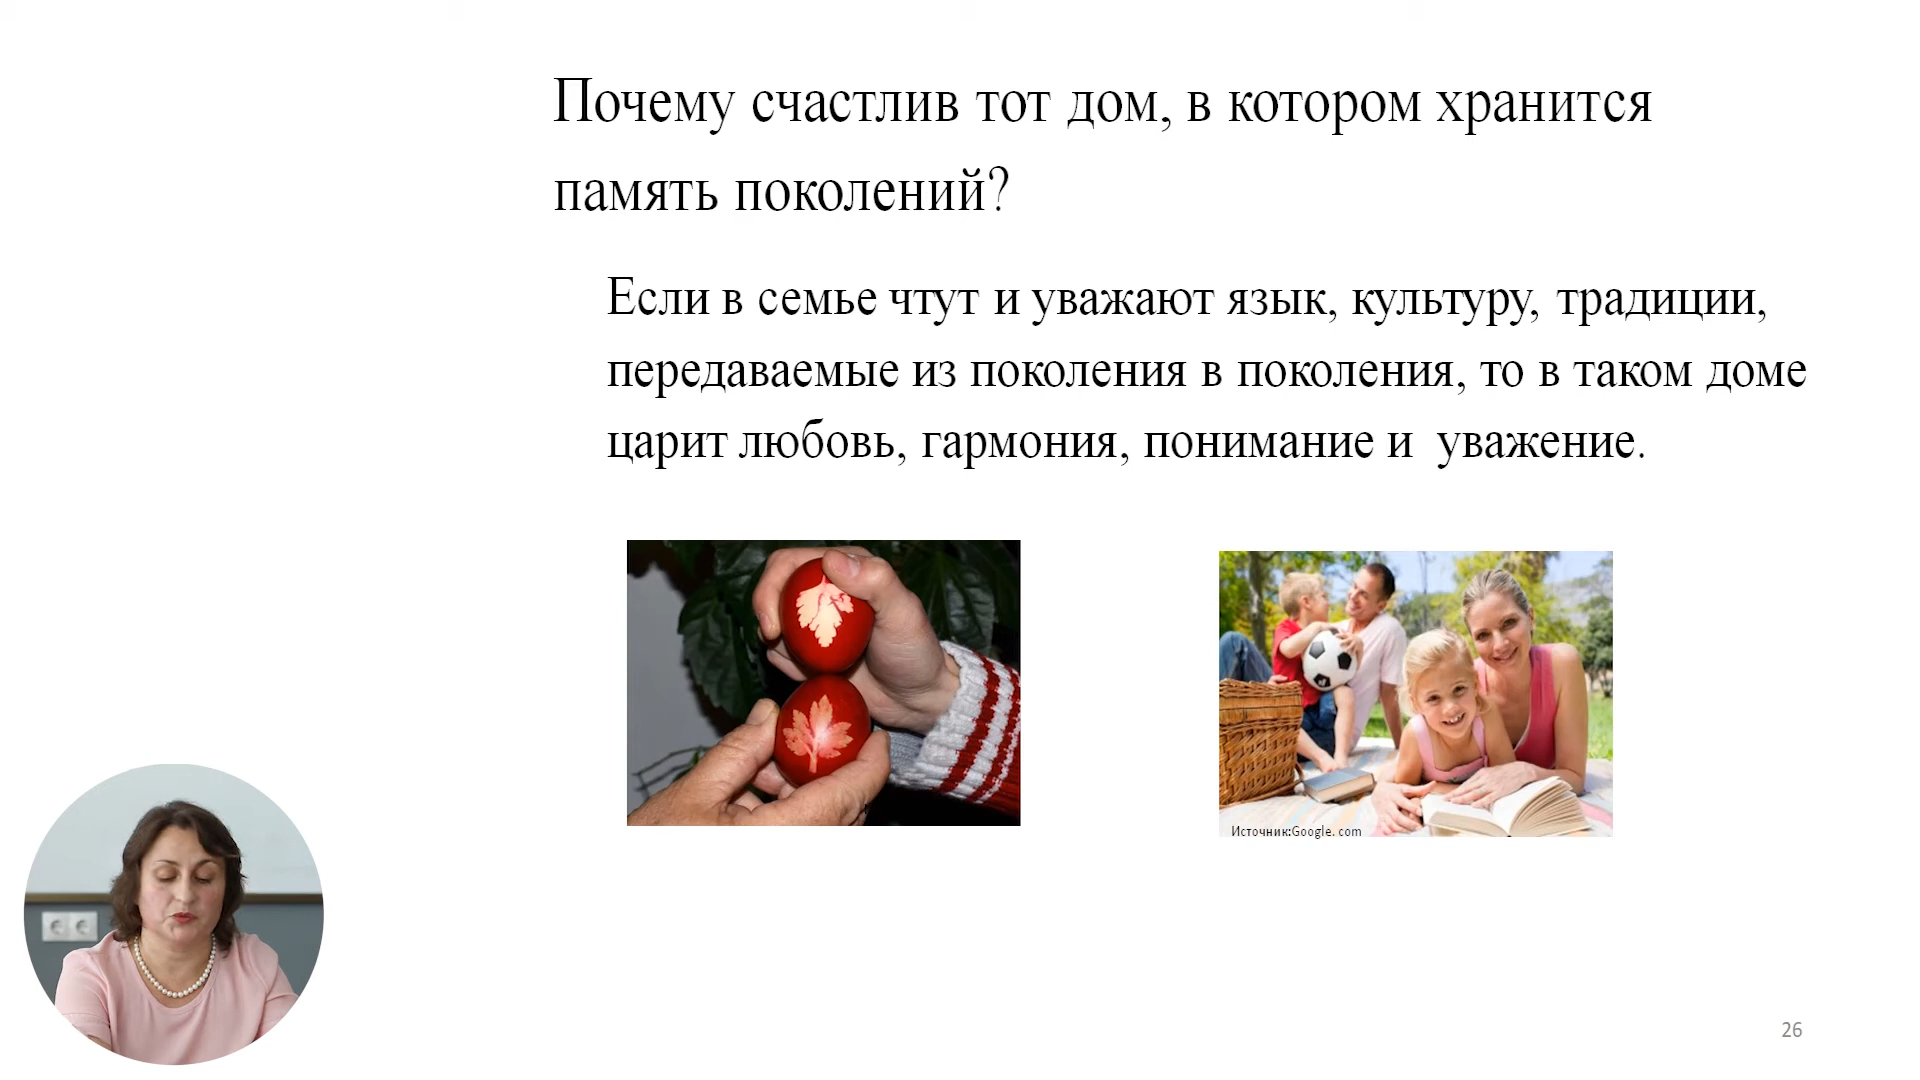 Почему счастлив тот дом, в котором хранится
память поколений?
Если в семье чтут и уважают язык, культуру, традиции,
передаваемые из поколения в поколения, то в таком доме
царит любовь, гармония, понимание и  уважение.
Источник:Google. com
26